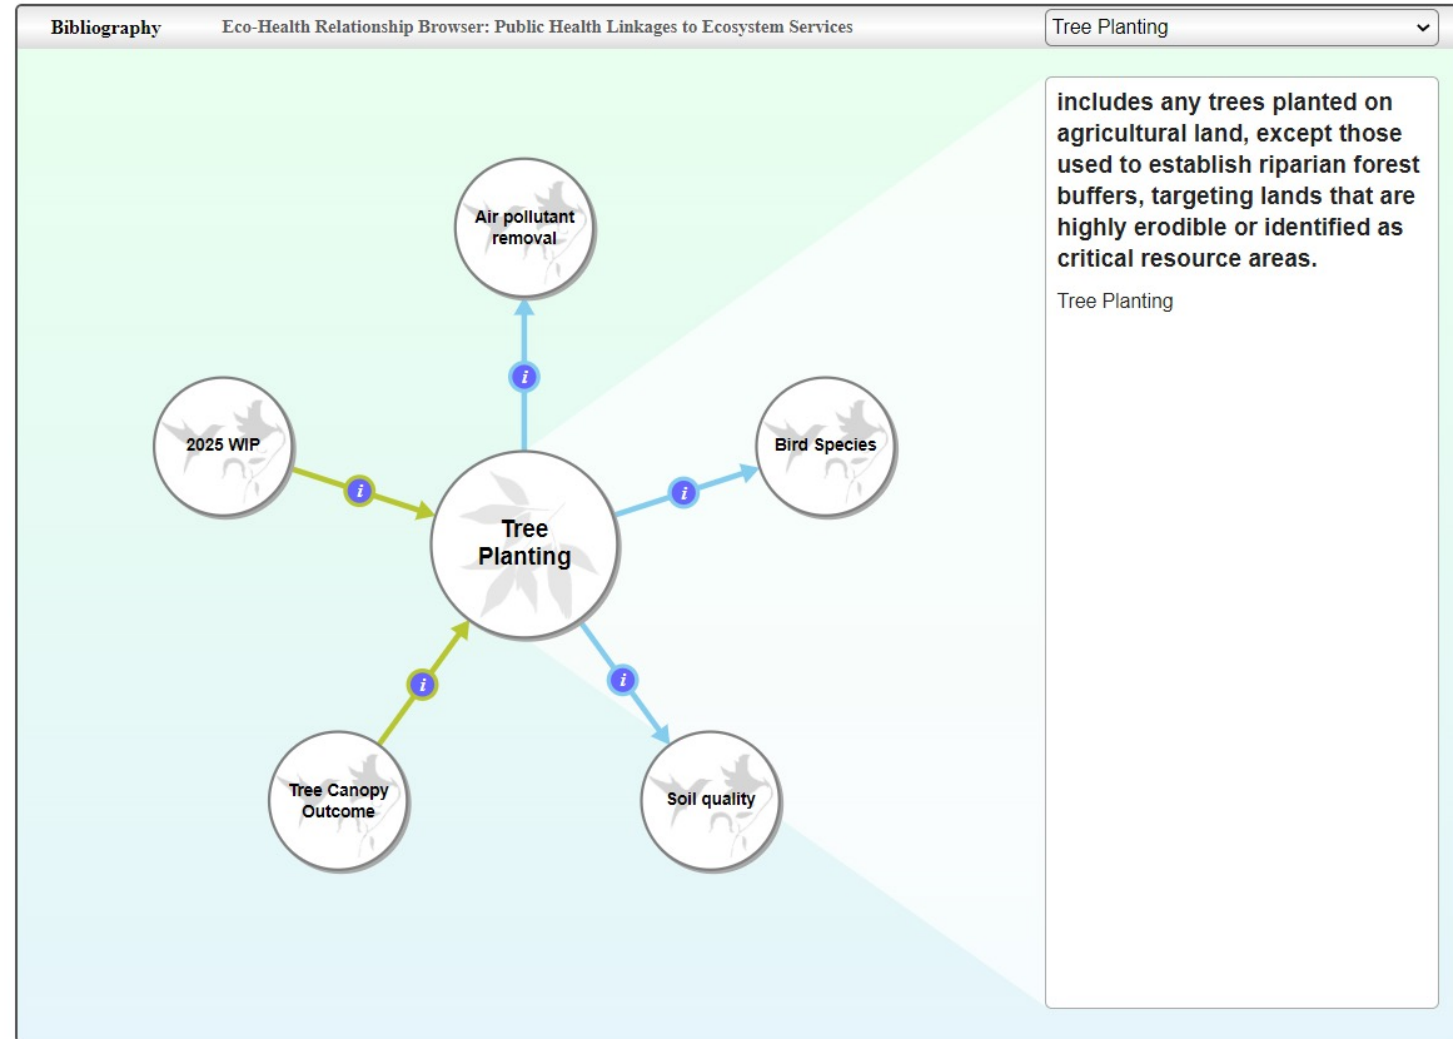 Bibliography
Eco-Health Relationship Browser: Public Health Linkages to Ecosystem Services
Tree Planting
includes any trees planted on
agricultural land, except those
used to establish riparian forest
buffers, targeting lands that are
highly erodible or identified as
critical resource areas.
Tree Planting
Air pollutant
removal
i
2025 WIP
i
Bird Species
i
Tree
Planting
i
i
Tree Canopy
Outcome
Soil quality